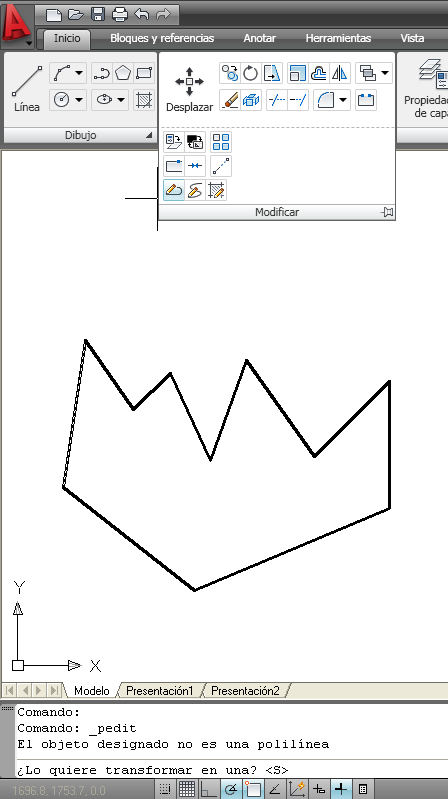 Inicio Bloques y referencias Anotar Herramientas Vista
Línea
Desplazar
Propiedad
de capa
Dibujo
Modificar
Y
X
Modelo Presentación1 Presentación2
Comando:
Comando: _pedit
El objeto designado no es una polilínea
¿Lo quiere transformar en una? <S>
1696.8, 1753.7, 0.0